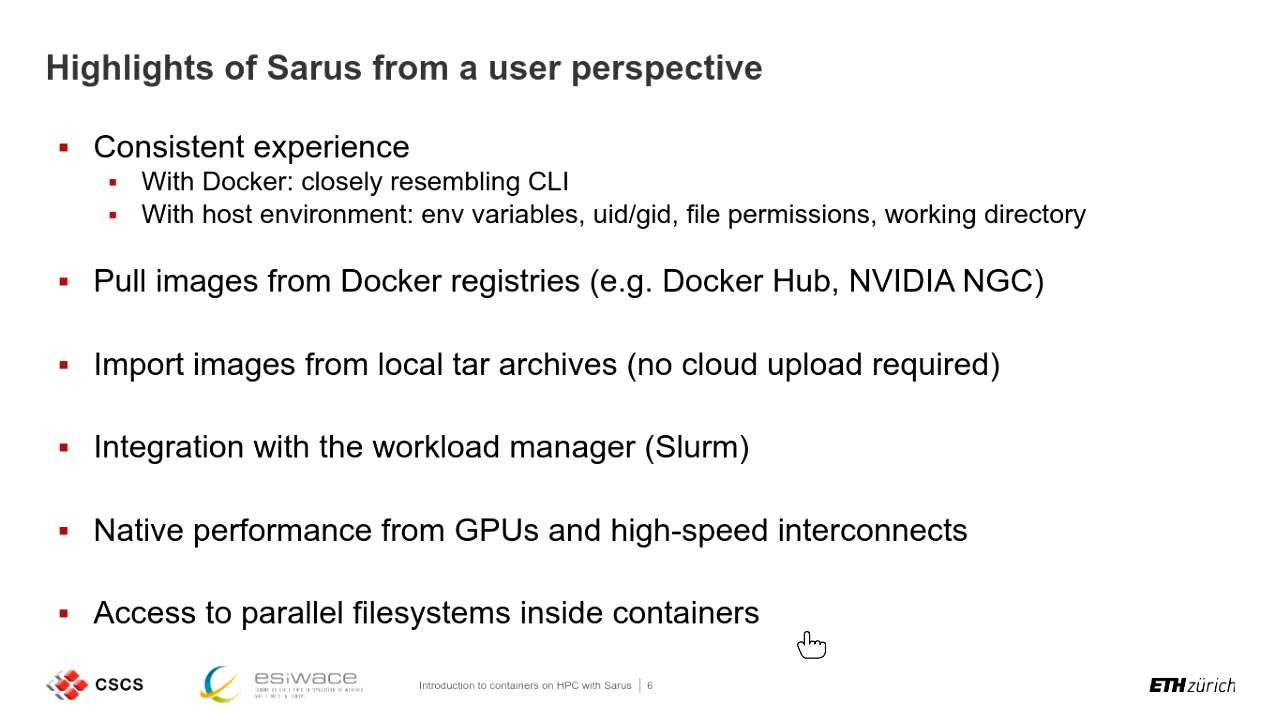 Highlights of Sarus from a user perspective
Consistent experience
With Docker: closely resembling CLI
With host environment: env variables, uid/gid, file permissions, working directory
Pull images from Docker registries (e.g. Docker Hub, NVIDIA NGC)
Import images from local tar archives (no cloud upload required)
Integration with the workload manager (Slurm)
Native performance from GPUs and high-speed interconnects
Access to parallel filesystems inside containers
CSCS
esiwace
Introduction to containers on HPC with Sarus | 6
ETH zürich